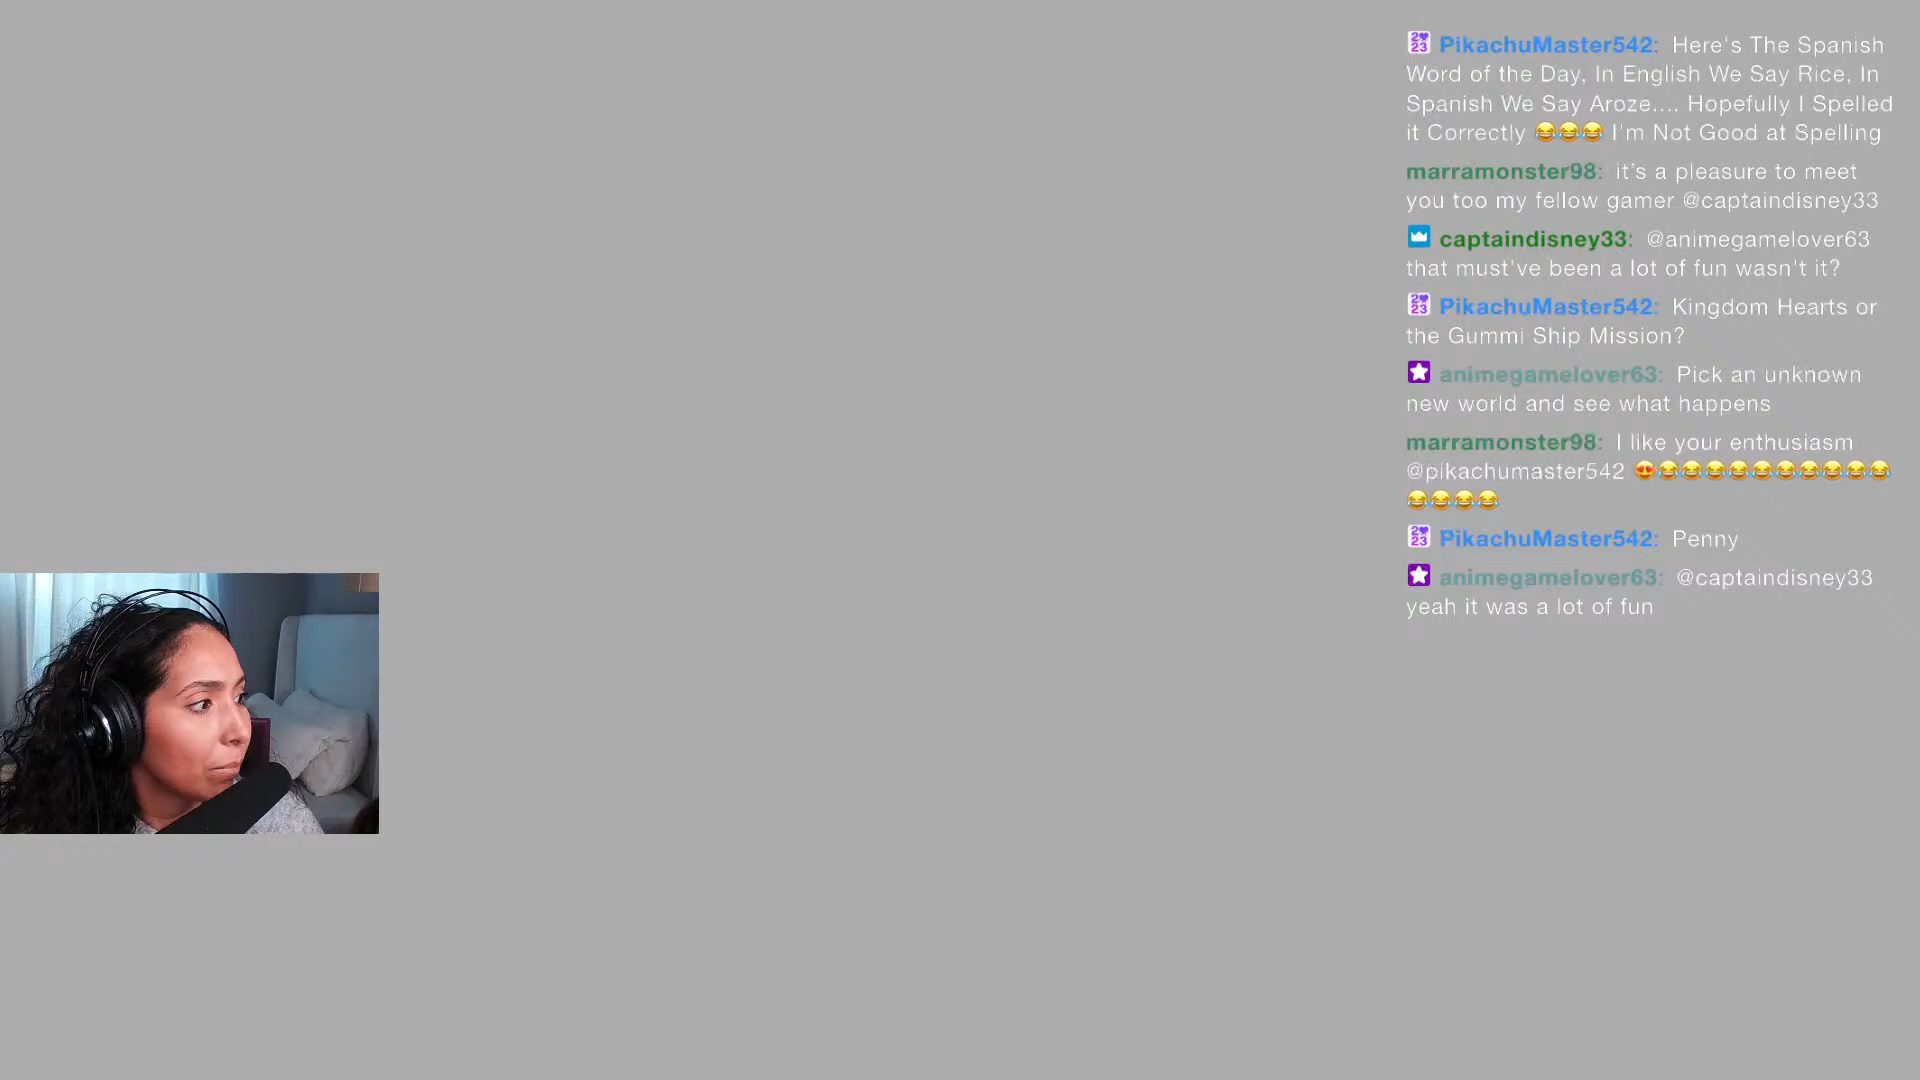 PikachuMaster542: Here's The Spanish
Word of the Day, In English We Say Rice, In
Spanish We Say Aroze.... Hopefully I Spelled
it Correctly 😂😂😂 I'm Not Good at Spelling
marramonster98: it's a pleasure to meet
you too my fellow gamer @captaindisney33
captaindisney33: @animegamelover63
that must've been a lot of fun wasn't it?
PikachuMaster542: Kingdom Hearts or
the Gummi Ship Mission?
animegamelover63: Pick an unknown
new world and see what happens
marramonster98: I like your enthusiasm
@pikachumaster542 😍😂😂😂😂😂😂😂😂😂😂
😂😂😂😂
PikachuMaster542: Penny
animegamelover63: @captaindisney33
yeah it was a lot of fun